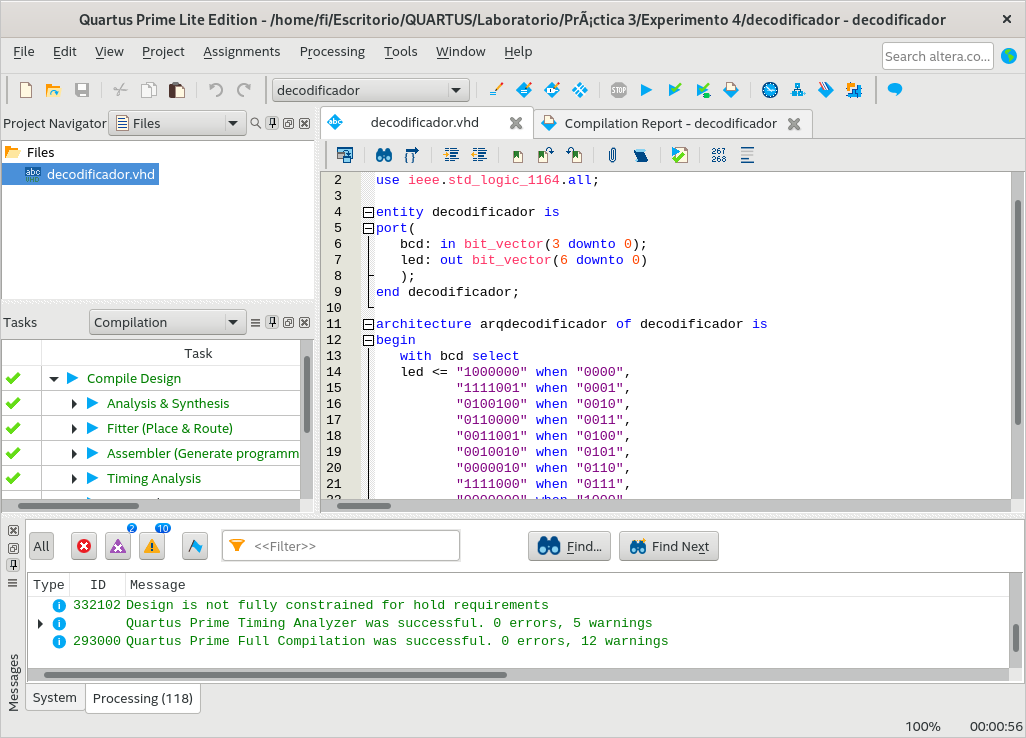 Quartus Prime Lite Edition - /home/fi/Escritorio/QUARTUS/Laboratorio/PrÃ¡ctica 3/Experimento 4/decodificador - decodificador
File Edit View Project Assignments Processing Tools Window Help
Search altera.co...
decodificador
STOP
Project Navigator Files
Files
abc decodificador.vhd
abc decodificador.vhd
Compilation Report - decodificador
267
268
2 use ieee.std_logic_1164.all;
3
4 entity decodificador is
5 port(
6 bcd: in bit_vector(3 downto 0);
7 led: out bit_vector(6 downto 0)
8 );
9 end decodificador;
10
11 architecture arqdecodificador of decodificador is
12 begin
13 with bcd select
14 led <= "1000000" when "0000",
15 "1111001" when "0001",
16 "0100100" when "0010",
17 "0110000" when "0011",
18 "0011001" when "0100",
19 "0010010" when "0101",
20 "0000010" when "0110",
21 "1111000" when "0111",
22 "0000000" when "1000",
Tasks Compilation
Task
Compile Design
Analysis & Synthesis
Fitter (Place & Route)
Assembler (Generate programm
Timing Analysis
All 2 10 <<Filter>> Find... Find Next
Type ID Message
332102 Design is not fully constrained for hold requirements
Quartus Prime Timing Analyzer was successful. 0 errors, 5 warnings
293000 Quartus Prime Full Compilation was successful. 0 errors, 12 warnings
Messages
System Processing (118)
100% 00:00:56